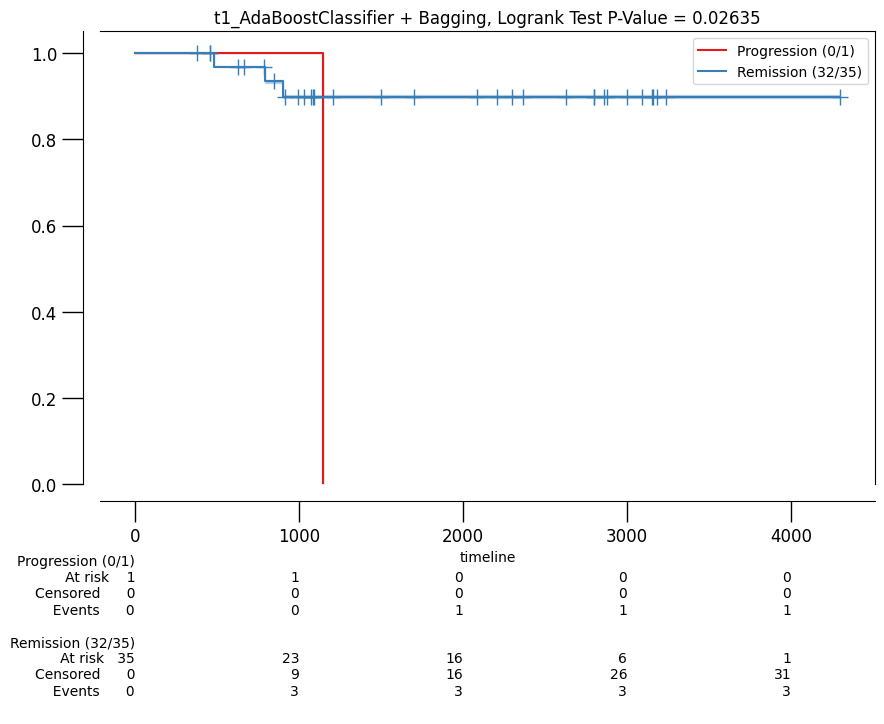 t1_AdaBoostClassifier + Bagging, Logrank Test P-Value = 0.02635
Progression (0/1)
Remission (32/35)
1.0
0.8
0.6
0.4
0.2
0.0
0 1000 2000 3000 4000
timeline
Progression (0/1)
At risk 1 1 0 0 0
Censored 0 0 0 0 0
Events 0 0 1 1 1
Remission (32/35)
At risk 35 23 16 6 1
Censored 0 9 16 26 31
Events 0 3 3 3 3